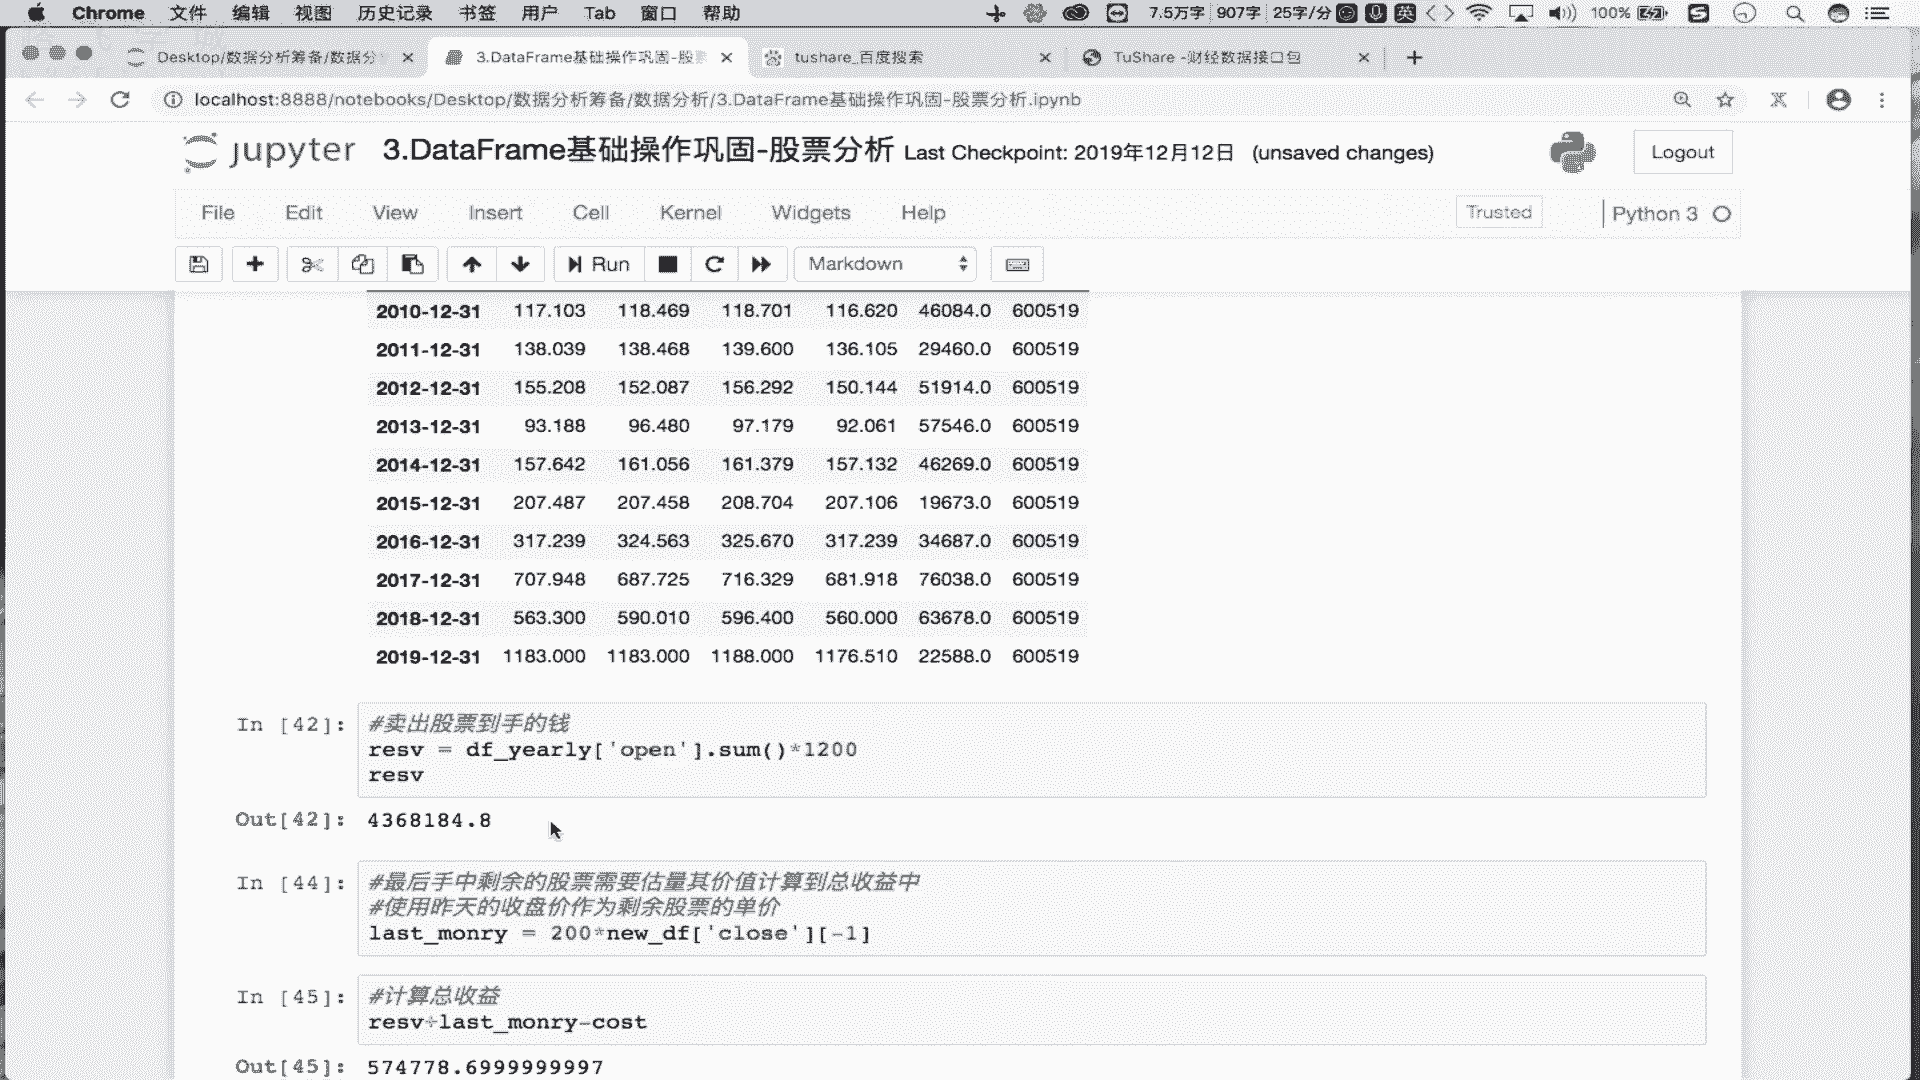 Chrome 文件 编辑 视图 历史记录 书签 用户 Tab 窗口 帮助 7.5万字 907字 25字/分 英 100%
Desktop/数据分析筹备/数据分 3.DataFrame基础操作巩固-股票 tushare_百度搜索 TuShare -财经数据接口包
localhost:8888/notebooks/Desktop/数据分析筹备/数据分析/3.DataFrame基础操作巩固-股票分析.ipynb
jupyter 3.DataFrame基础操作巩固-股票分析 Last Checkpoint: 2019年12月12日 (unsaved changes) Logout
File Edit View Insert Cell Kernel Widgets Help Trusted Python 3
Run Markdown
2010-12-31 117.103 118.469 118.701 116.620 46084.0 600519
2011-12-31 138.039 138.468 139.600 136.105 29460.0 600519
2012-12-31 155.208 152.087 156.292 150.144 51914.0 600519
2013-12-31 93.188 96.480 97.179 92.061 57546.0 600519
2014-12-31 157.642 161.056 161.379 157.132 46269.0 600519
2015-12-31 207.487 207.458 208.704 207.106 19673.0 600519
2016-12-31 317.239 324.563 325.670 317.239 34687.0 600519
2017-12-31 707.948 687.725 716.329 681.918 76038.0 600519
2018-12-31 563.300 590.010 596.400 560.000 63678.0 600519
2019-12-31 1183.000 1183.000 1188.000 1176.510 22588.0 600519
In [42]: #卖出股票到手的钱
resv = df_yearly['open'].sum()*1200
resv
Out[42]: 4368184.8
In [44]: #最后手中剩余的股票需要估量其价值计算到总收益中
#使用昨天的收盘价作为剩余股票的单价
last_monry = 200*new_df['close'][-1]
In [45]: #计算总收益
resv+last_monry-cost
Out[45]: 574778.6999999997